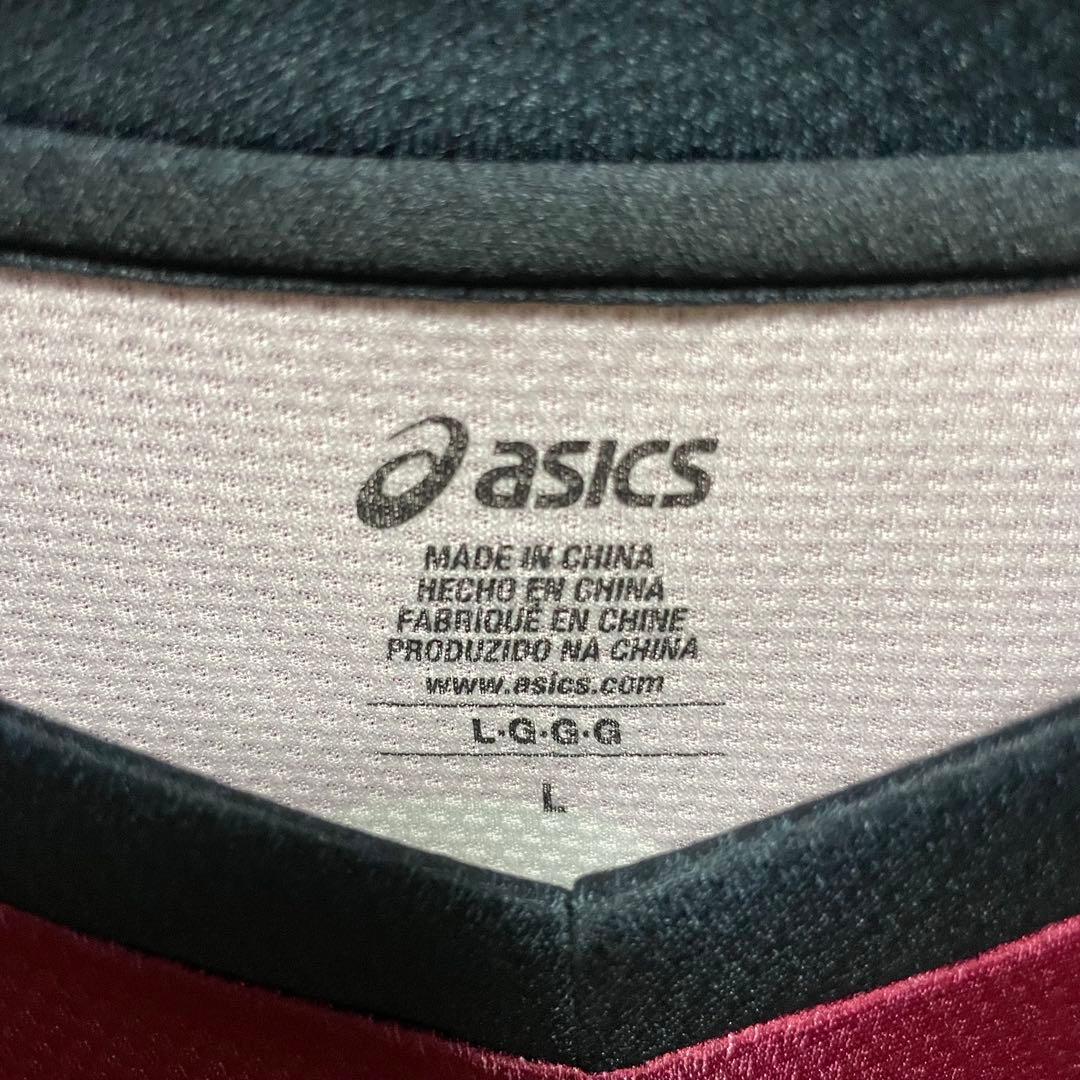 asics
MADE IN CHINA
HECHO EN CHINA
FABRIQUÉ EN CHINE
PRODUZIDO NA CHINA
www.asics.com
L·G·G·G
L